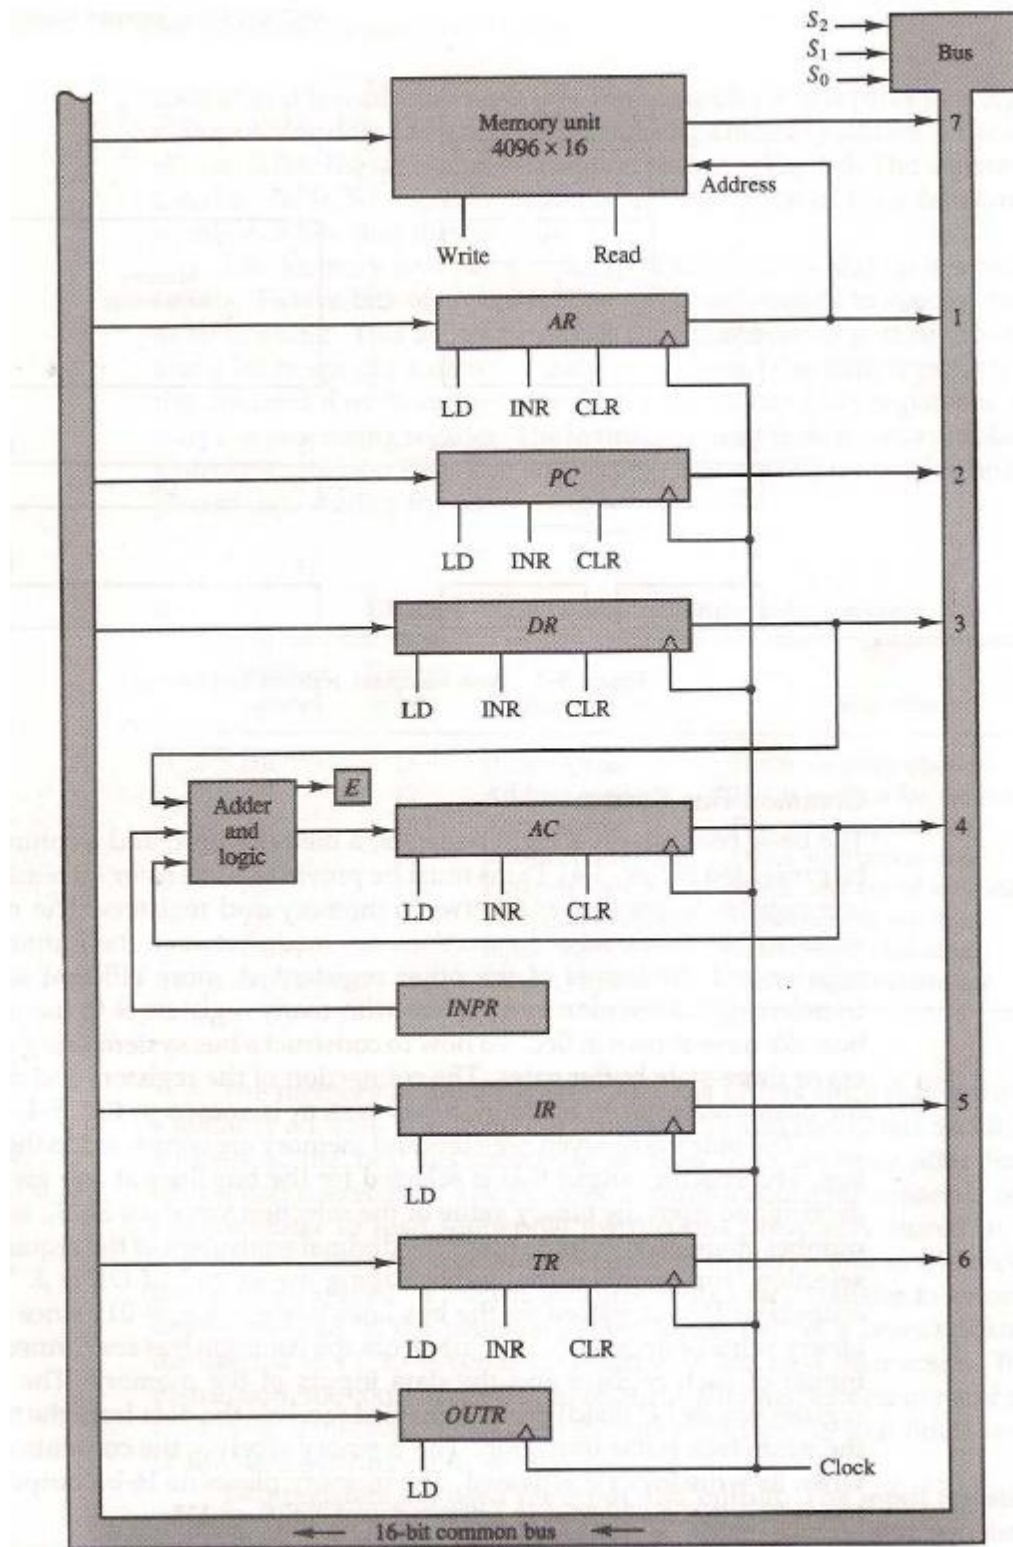 S2
S1
S0
Bus
Memory unit
4096 × 16
7
Address
Write Read
AR
1
LD INR CLR
PC
2
LD INR CLR
DR
3
LD INR CLR
Adder
and
logic
E
AC
4
LD INR CLR
INPR
IR
5
LD
TR
6
LD INR CLR
OUTR
LD
Clock
16-bit common bus